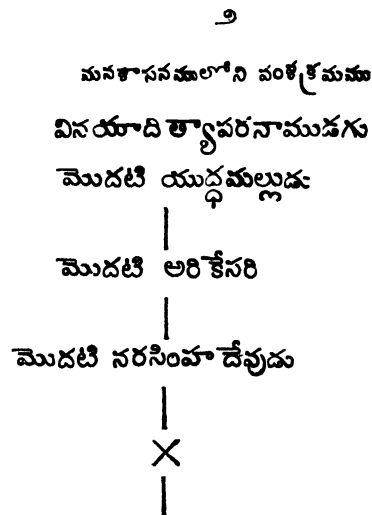 ౨
మనశాసనములోని వంశక్రమము
వినయాదిత్యాపరనాముడగు
మొదటి యుద్ధమల్లుడు
మొదటి అరికేసరి
మొదటి నరసింహదేవుడు
×